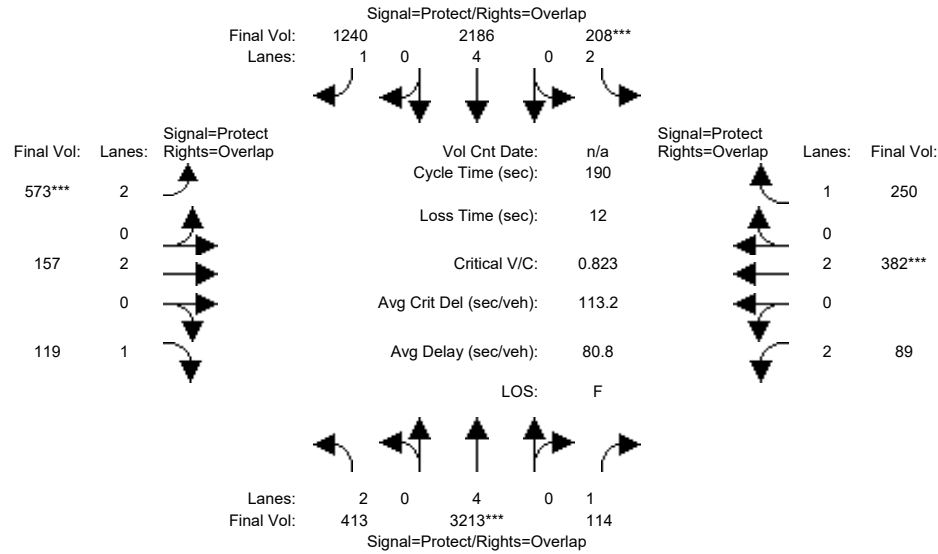 Signal=Protect/Rights=Overlap
Final Vol: 1240 2186 208***
Lanes: 1 0 4 0 2
Signal=Protect
Final Vol: Lanes: Rights=Overlap
Vol Cnt Date: n/a
Signal=Protect
Rights=Overlap Lanes: Final Vol:
Cycle Time (sec): 190
573*** 2
1 250
Loss Time (sec): 12
0
0
157 2
Critical V/C: 0.823
2 382***
0
Avg Crit Del (sec/veh): 113.2
0
119 1
Avg Delay (sec/veh): 80.8
2 89
LOS: F
Lanes: 2 0 4 0 1
Final Vol: 413 3213*** 114
Signal=Protect/Rights=Overlap